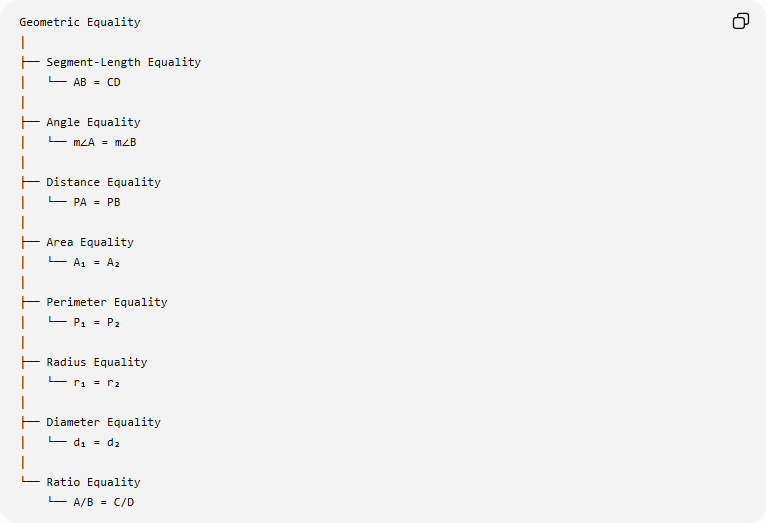 Geometric Equality
│
├── Segment-Length Equality
│   └── AB = CD
│
├── Angle Equality
│   └── m∠A = m∠B
│
├── Distance Equality
│   └── PA = PB
│
├── Area Equality
│   └── A₁ = A₂
│
├── Perimeter Equality
│   └── P₁ = P₂
│
├── Radius Equality
│   └── r₁ = r₂
│
├── Diameter Equality
│   └── d₁ = d₂
│
└── Ratio Equality
    └── A/B = C/D